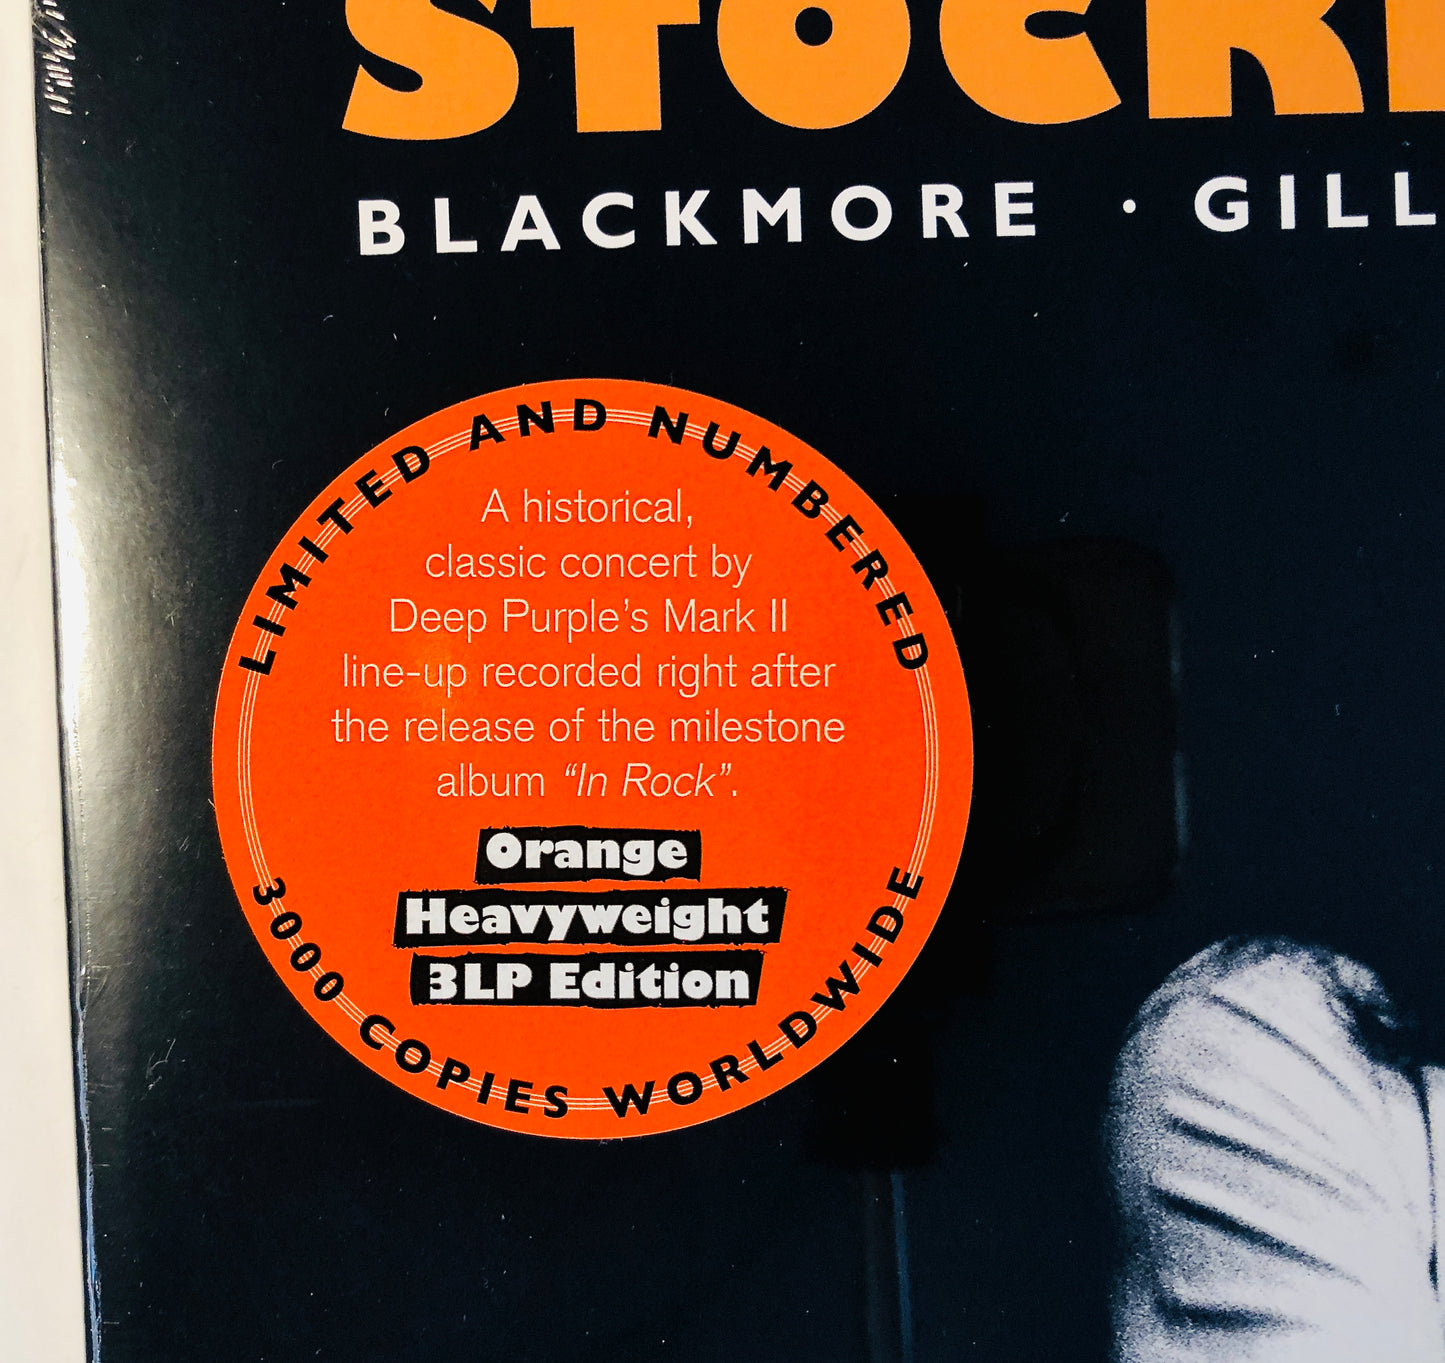 STOCK
BLACKMORE · GILL
LIMITED AND NUMBERED
A historical,
classic concert by
Deep Purple's Mark II
line-up recorded right after
the release of the milestone
album “In Rock”.
Orange
Heavyweight
3LP Edition
3000 COPIES WORLDWIDE